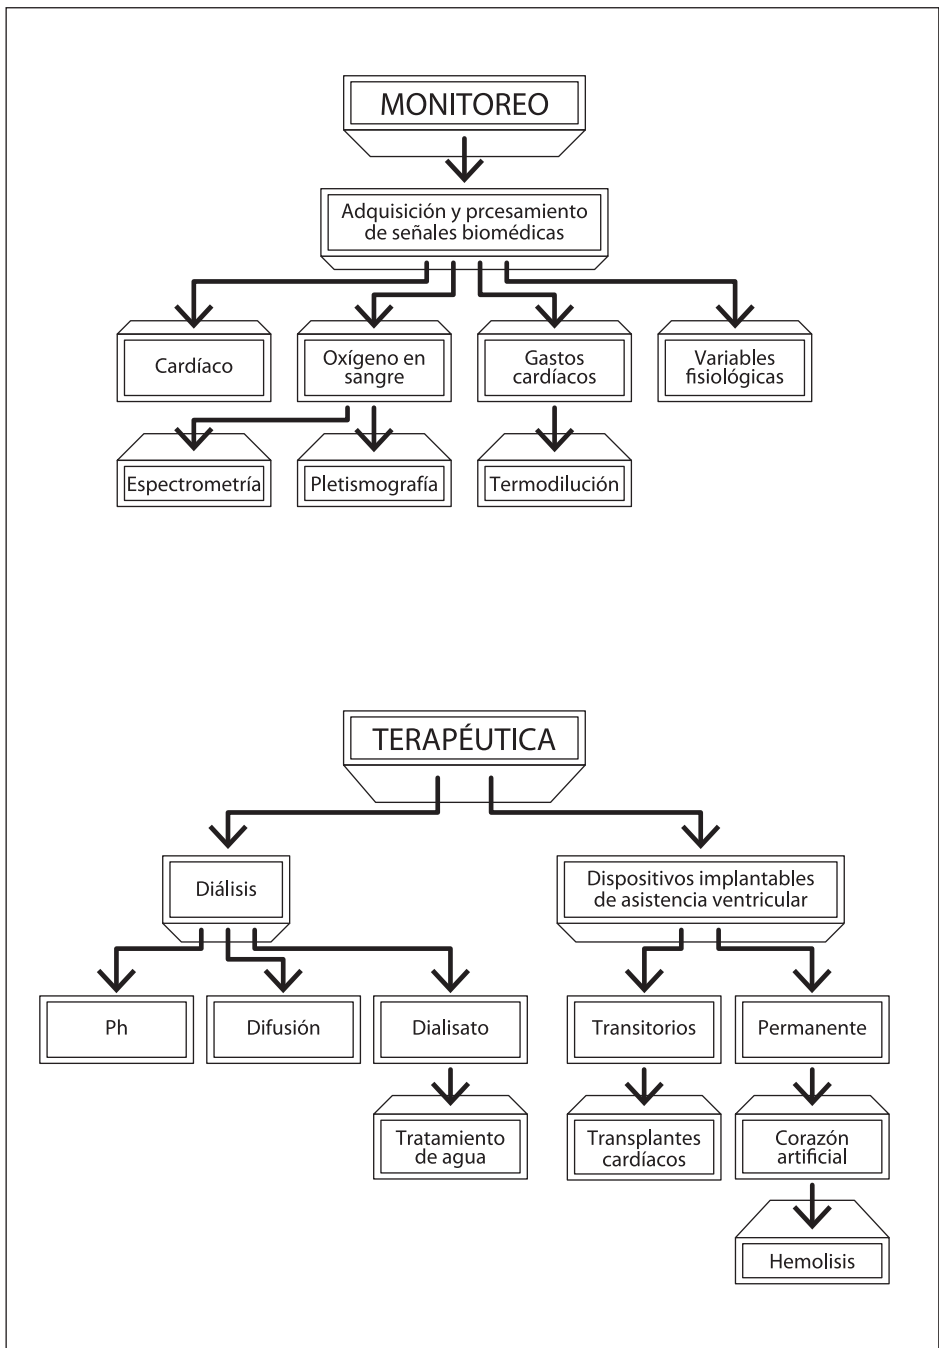 MONITOREO
Adquisición y prcesamiento
de señales biomédicas
Cardíaco
Oxígeno en
sangre
Gastos
cardíacos
Variables
fisiológicas
Espectrometría
Pletismografía
Termodilución
TERAPÉUTICA
Diálisis
Dispositivos implantables
de asistencia ventricular
Ph
Difusión
Dialisato
Transitorios
Permanente
Tratamiento
de agua
Transplantes
cardíacos
Corazón
artificial
Hemolisis